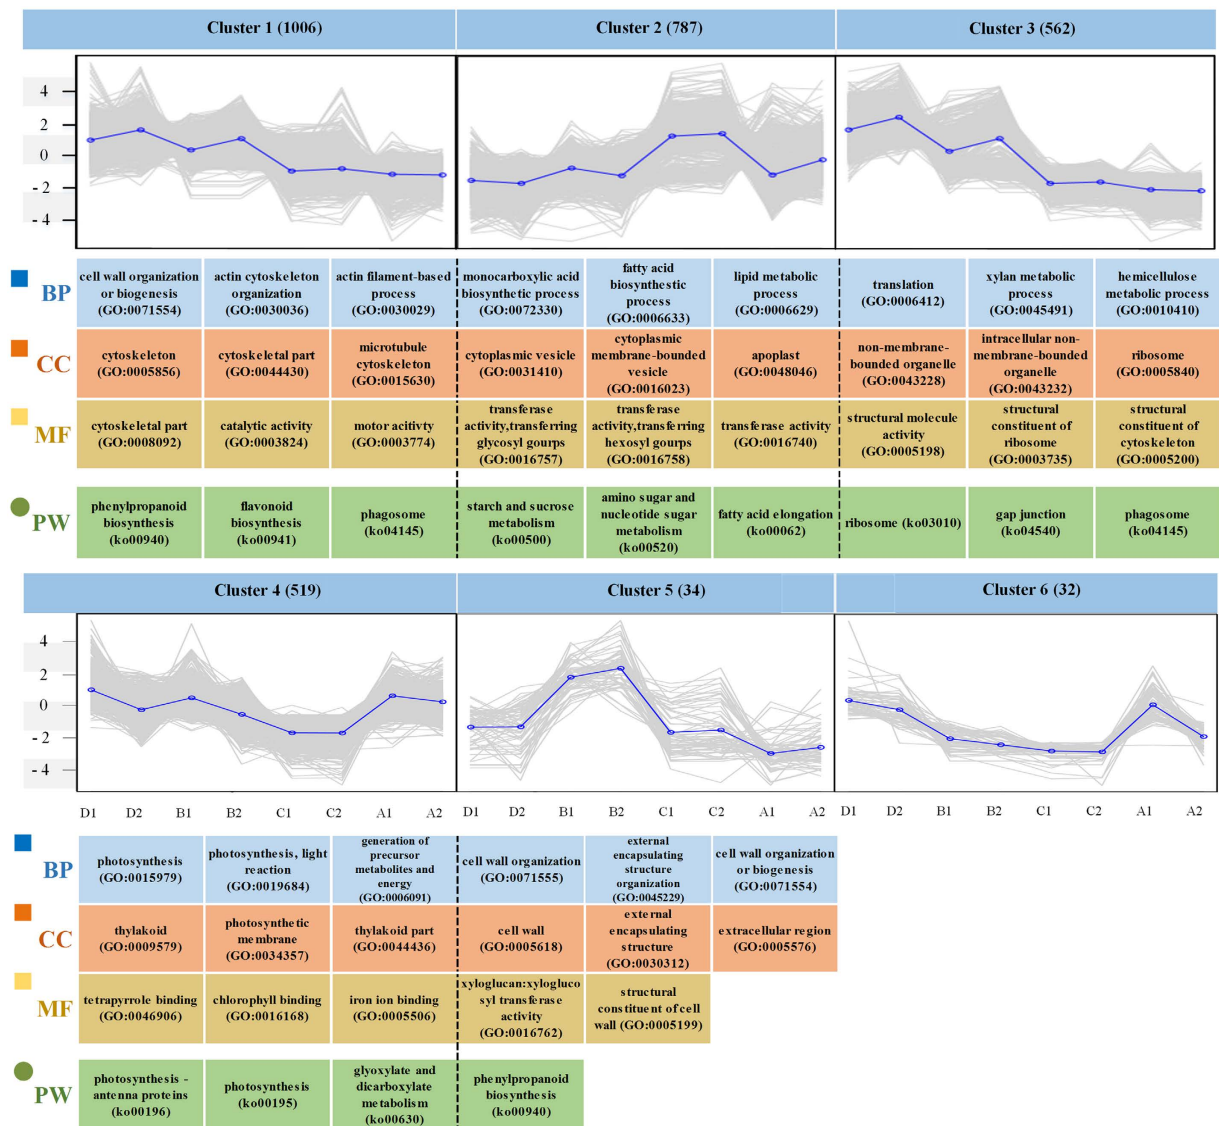 Cluster 1 (1006)
Cluster 2 (787)
Cluster 3 (562)
4
2
0
- 2
- 4
BP
cell wall organization
or biogenesis
(GO:0071554)
actin cytoskeleton
organization
(GO:0030036)
actin filament-based
process
(GO:0030029)
monocarboxylic acid
biosynthetic process
(GO:0072330)
fatty acid
biosynthestic
process
(GO:0006633)
lipid metabolic
process
(GO:0006629)
translation
(GO:0006412)
xylan metabolic
process
(GO:0045491)
hemicellulose
metabolic process
(GO:0010410)
CC
cytoskeleton
(GO:0005856)
cytoskeletal part
(GO:0044430)
microtubule
cytoskeleton
(GO:0015630)
cytoplasmic vesicle
(GO:0031410)
cytoplasmic
membrane-bounded
vesicle
(GO:0016023)
apoplast
(GO:0048046)
non-membrane-
bounded organelle
(GO:0043228)
intracellular non-
membrane-bounded
organelle
(GO:0043232)
ribosome
(GO:0005840)
MF
cytoskeletal part
(GO:0008092)
catalytic activity
(GO:0003824)
motor acitivty
(GO:0003774)
transferase
activity,transferring
glycosyl gourps
(GO:0016757)
transferase
activity,transferring
hexosyl gourps
(GO:0016758)
transferase activity
(GO:0016740)
structural molecule
activity
(GO:0005198)
structural
constituent of
ribosome
(GO:0003735)
structural
constituent of
cytoskeleton
(GO:0005200)
PW
phenylpropanoid
biosynthesis
(ko00940)
flavonoid
biosynthesis
(ko00941)
phagosome
(ko04145)
starch and sucrose
metabolism
(ko00500)
amino sugar and
nucleotide sugar
metabolism
(ko00520)
fatty acid elongation
(ko00062)
ribosome (ko03010)
gap junction
(ko04540)
phagosome
(ko04145)
Cluster 4 (519)
Cluster 5 (34)
Cluster 6 (32)
4
2
0
- 2
- 4
D1 D2 B1 B2 C1 C2 A1 A2
D1 D2 B1 B2 C1 C2 A1 A2
D1 D2 B1 B2 C1 C2 A1 A2
BP
photosynthesis
(GO:0015979)
photosynthesis, light
reaction
(GO:0019684)
generation of
precursor
metabolites and
energy
(GO:0006091)
cell wall organization
(GO:0071555)
external
encapsulating
structure
organization
(GO:0045229)
cell wall organization
or biogenesis
(GO:0071554)
CC
thylakoid
(GO:0009579)
photosynthetic
membrane
(GO:0034357)
thylakoid part
(GO:0044436)
cell wall
(GO:0005618)
external
encapsulating
structure
(GO:0030312)
extracellular region
(GO:0005576)
MF
tetrapyrrole binding
(GO:0046906)
chlorophyll binding
(GO:0016168)
iron ion binding
(GO:0005506)
xyloglucan:xylogluco
syl transferase
activity
(GO:0016762)
structural
constituent of cell
wall (GO:0005199)
PW
photosynthesis -
antenna proteins
(ko00196)
photosynthesis
(ko00195)
glyoxylate and
dicarboxylate
metabolism
(ko00630)
phenylpropanoid
biosynthesis
(ko00940)